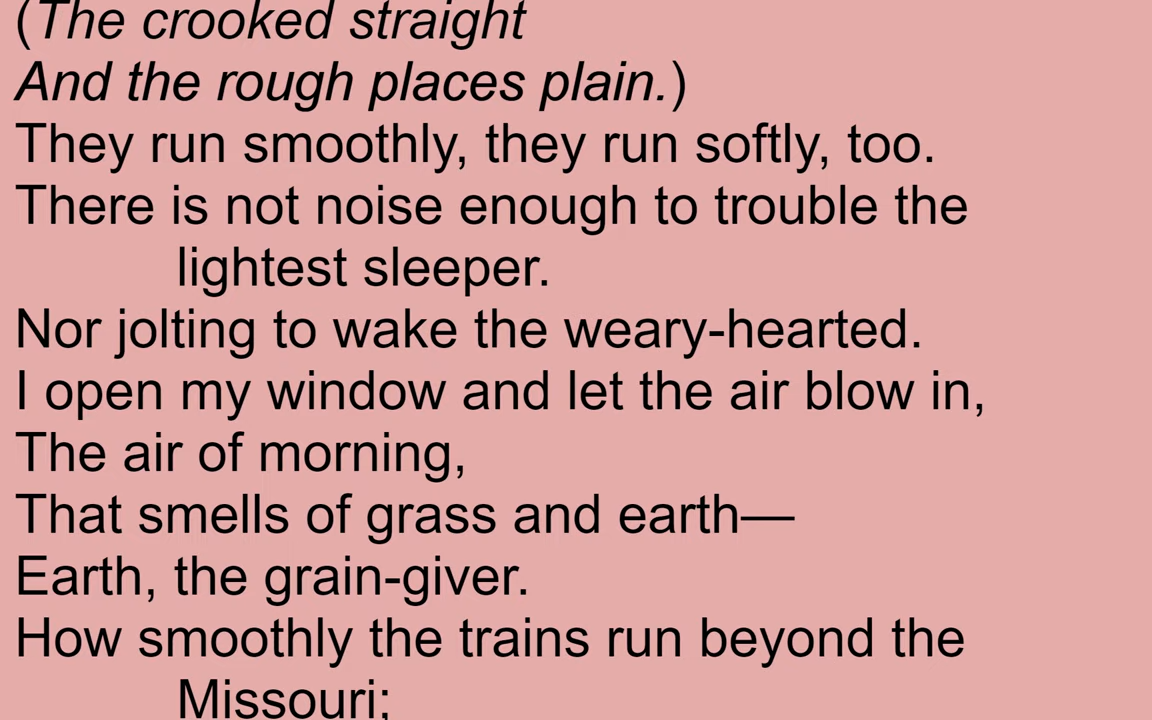 (The crooked straight
And the rough places plain.)
They run smoothly, they run softly, too.
There is not noise enough to trouble the
lightest sleeper.
Nor jolting to wake the weary-hearted.
I open my window and let the air blow in,
The air of morning,
That smells of grass and earth—
Earth, the grain-giver.
How smoothly the trains run beyond the
Missouri;